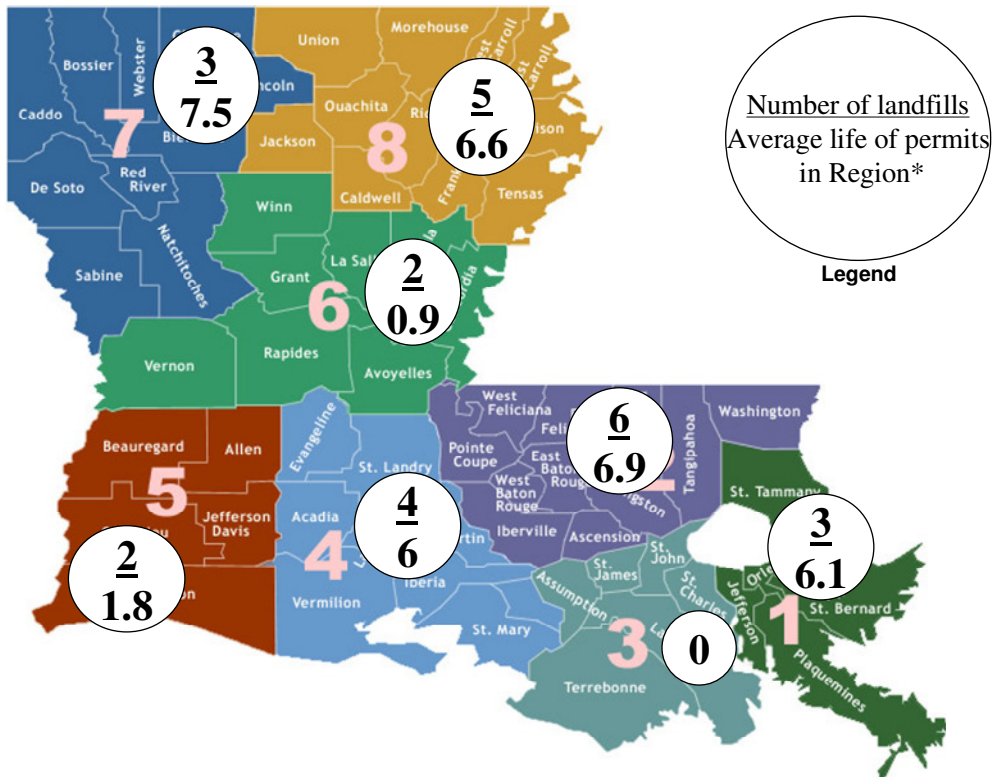 Union
Morehouse
Bossier
Webster
3
7.5
Caddo
Ouachita
5
6.6
7
Jackson
8
De Soto
Red
River
Caldwell
Tensas
Winn
Natchitoches
Sabine
Grant
2
0.9
6
Vernon
Rapides
Avoyelles
Number of landfills
Average life of permits
in Region*
Legend
Beauregard
Allen
Evangeline
St. Landry
West
Feliciana
6
6.9
Washington
Pointe
Coupe
East
Baton
Rouge
Tangipahoa
West
Baton
Rouge
St. Tammany
5
Jefferson
Davis
Acadia
4
6
Iberville
Ascension
2
1.8
4
Iberia
Vermilion
St. Mary
Assumption
St.
James
St.
John
St.
Charles
3
6.1
Jefferson
1
St. Bernard
Plaquemines
3
0
Terrebonne